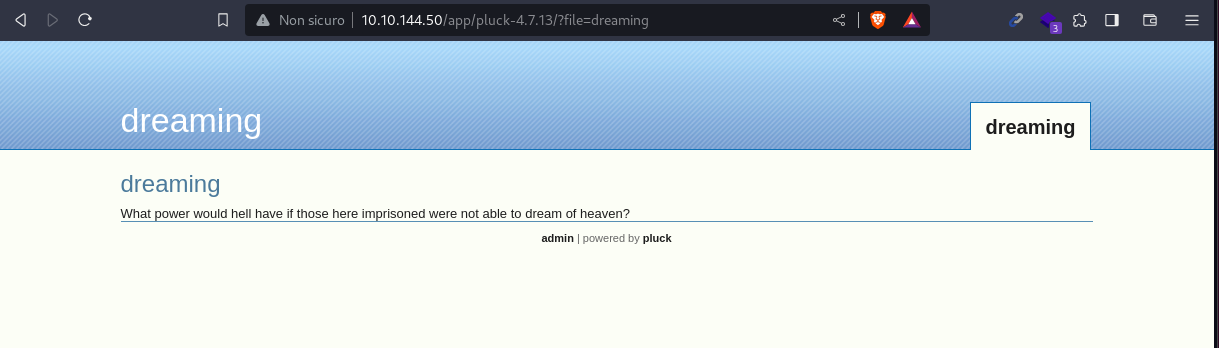 Non sicuro 10.10.144.50/app/pluck-4.7.13/?file=dreaming
3
dreaming
dreaming
dreaming
What power would hell have if those here imprisoned were not able to dream of heaven?
admin | powered by pluck